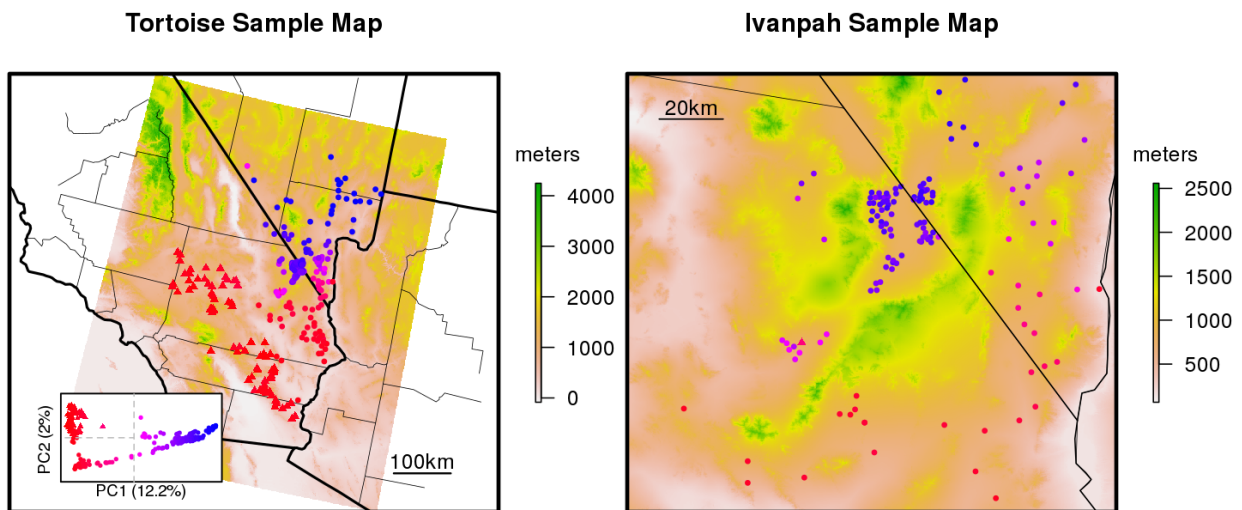 Tortoise Sample Map
Ivanpah Sample Map
meters
4000
3000
2000
1000
0
100km
PC2 (2%)
PC1 (12.2%)
20km
meters
2500
2000
1500
1000
500